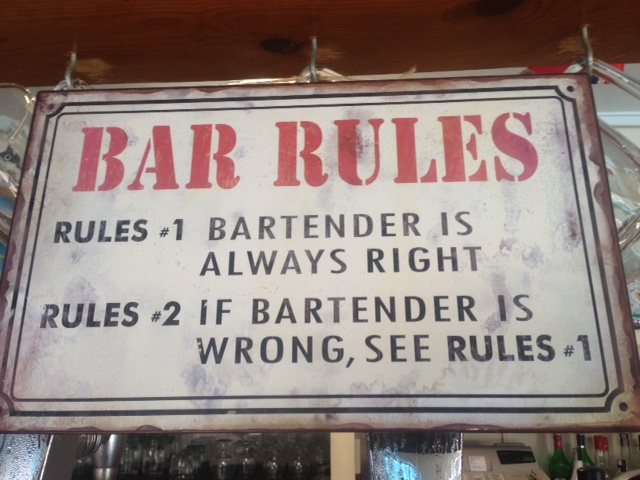 BAR RULES
RULES #1 BARTENDER IS
ALWAYS RIGHT
RULES #2 IF BARTENDER IS
WRONG, SEE RULES #1